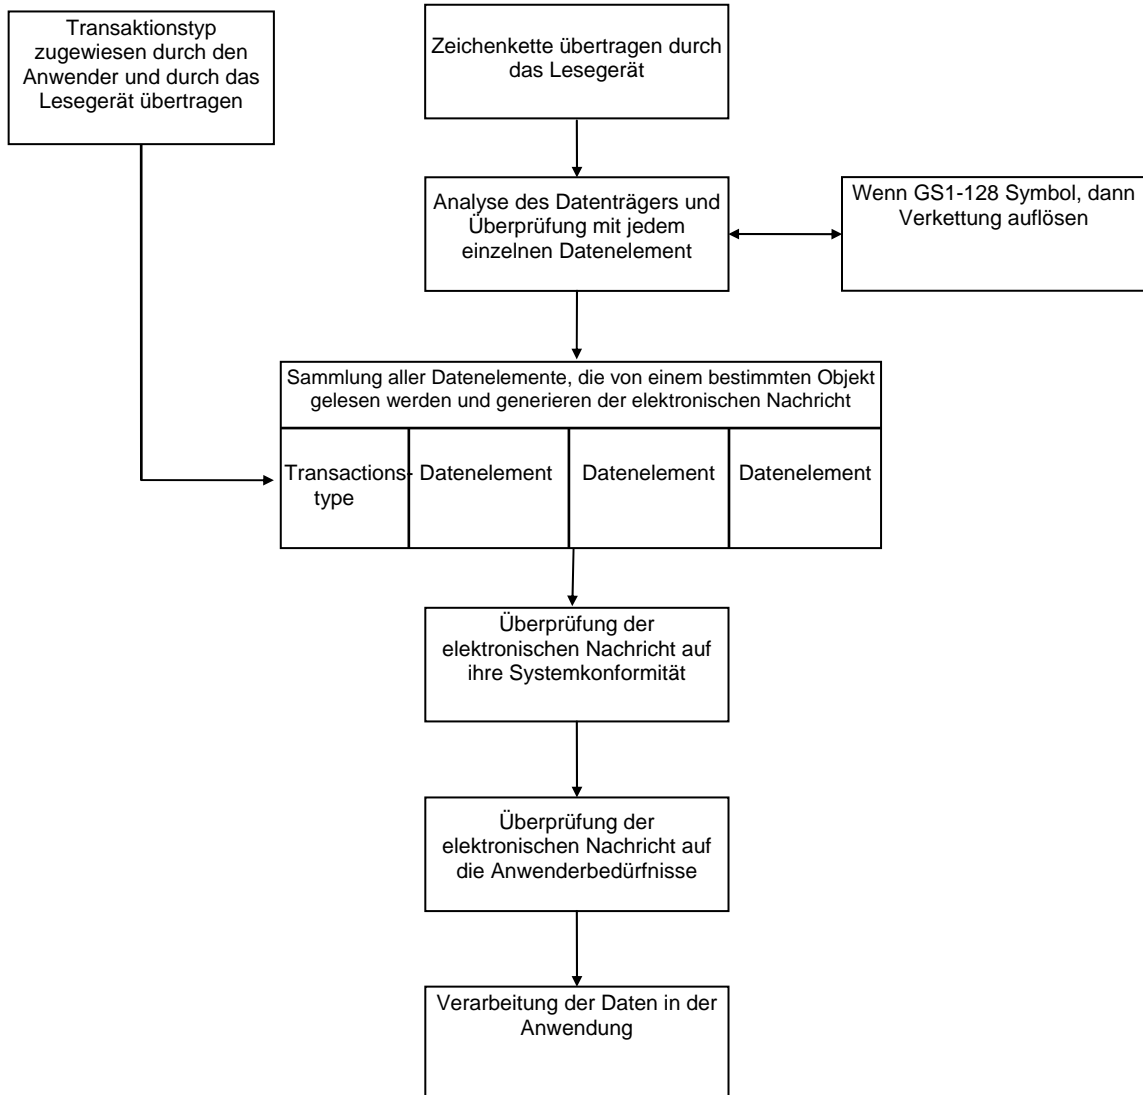 Transaktionstyp
zugewiesen durch den
Anwender und durch das
Lesegerät übertragen
Zeichenkette übertragen durch
das Lesegerät
Analyse des Datenträgers und
Überprüfung mit jedem
einzelnen Datenelement
Wenn GS1-128 Symbol, dann
Verkettung auflösen
Sammlung aller Datenelemente, die von einem bestimmten Objekt
gelesen werden und generieren der elektronischen Nachricht
Transactions-
type
Datenelement
Datenelement
Datenelement
Überprüfung der
elektronischen Nachricht auf
ihre Systemkonformität
Überprüfung der
elektronischen Nachricht auf
die Anwenderbedürfnisse
Verarbeitung der Daten in der
Anwendung